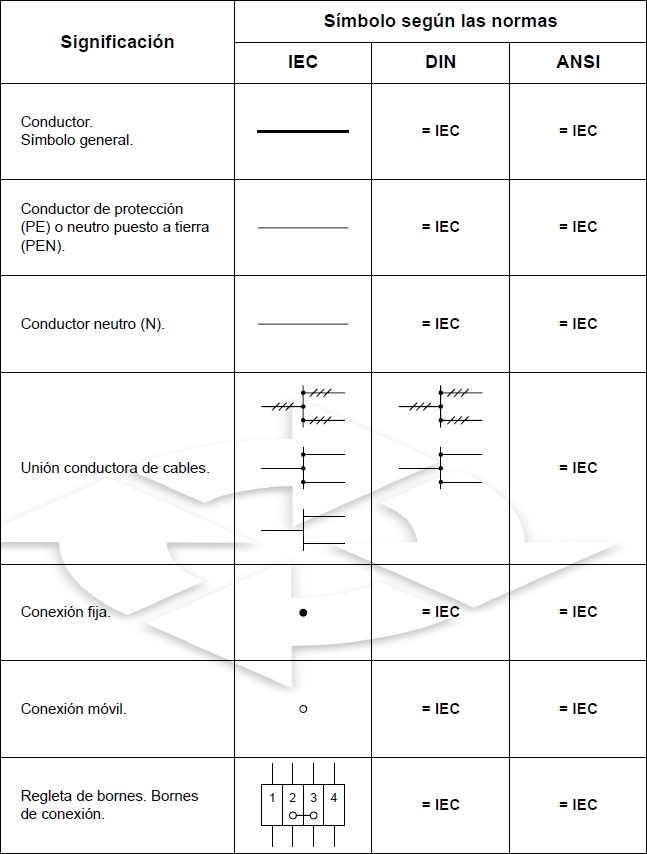 Significación
Símbolo según las normas
IEC
DIN
ANSI
Conductor.
Símbolo general.
= IEC
= IEC
Conductor de protección
(PE) o neutro puesto a tierra
(PEN).
= IEC
= IEC
Conductor neutro (N).
= IEC
= IEC
Unión conductora de cables.
= IEC
Conexión fija.
= IEC
= IEC
Conexión móvil.
= IEC
= IEC
Regleta de bornes. Bornes
de conexión.
1 2 3 4
= IEC
= IEC